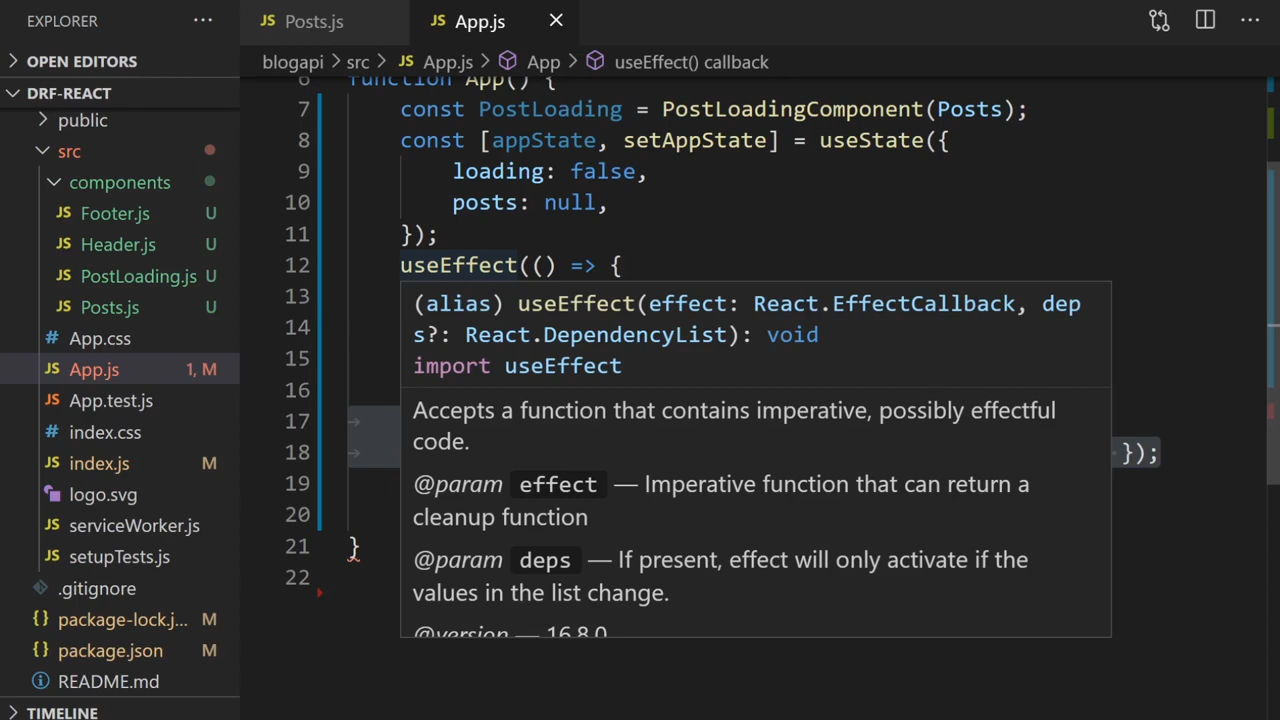 EXPLORER
···
JS Posts.js
JS App.js
OPEN EDITORS
blogapi > src > JS App.js > App > useEffect() callback
DRF-REACT
public
src
components
JS Footer.js U
JS Header.js U
JS PostLoading.js U
JS Posts.js U
# App.css
JS App.js 1, M
JS App.test.js
# index.css
JS index.js M
logo.svg
JS serviceWorker.js
JS setupTests.js
.gitignore
{} package-lock.j... M
{} package.json M
README.md
TIMELINE
6 function App() {
7 const PostLoading = PostLoadingComponent(Posts);
8 const [appState, setAppState] = useState({
9 loading: false,
10 posts: null,
11 });
12 useEffect(() => {
13
14
15
16
17
18 });
19
20
21 }
22
(alias) useEffect(effect: React.EffectCallback, dep
s?: React.DependencyList): void
import useEffect
Accepts a function that contains imperative, possibly effectful
code.
@param effect — Imperative function that can return a
cleanup function
@param deps — If present, effect will only activate if the
values in the list change.
@version — 16.8.0